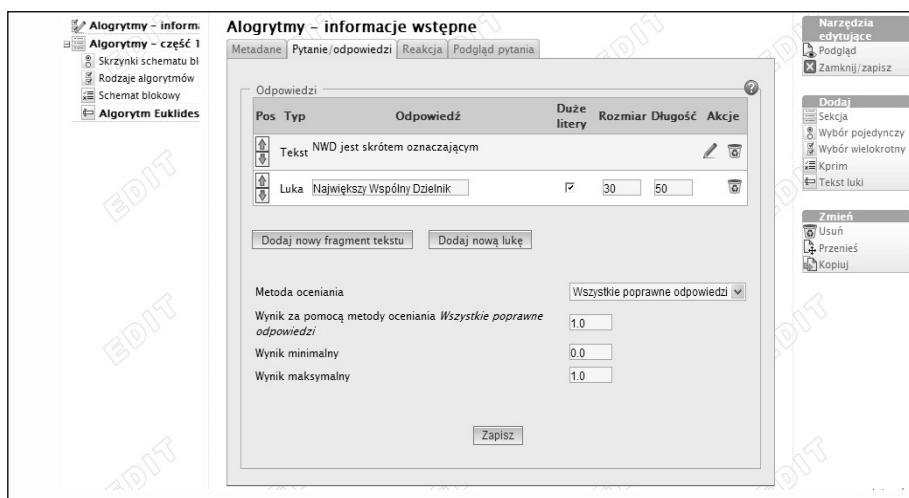 Alogrytmy – inform
Algorytmy – część 1
Skrzynki schematu bl
Rodzaje algorytmów
Schemat blokowy
Algorytm Euklides
Alogrytmy – informacje wstępne
Metadane Pytanie/odpowiedzi Reakcja Podgląd pytania
Odpowiedzi
Pos Typ Odpowiedź Duże litery Rozmiar Długość Akcje
Tekst NWD jest skrótem oznaczającym
Luka Największy Wspólny Dzielnik 30 50
Dodaj nowy fragment tekstu Dodaj nową lukę
Metoda oceniania Wszystkie poprawne odpowiedzi
Wynik za pomocą metody oceniania Wszystkie poprawne
odpowiedzi 1.0
Wynik minimalny 0.0
Wynik maksymalny 1.0
Zapisz
Narzędzia
edytujące
Podgląd
Zamknij/zapisz
Dodaj
Sekcja
Wybór pojedynczy
Wybór wielokrotny
Kprim
Tekst luki
Zmień
Usuń
Przenieś
Kopiuj
EDIT
EDIT
EDIT
EDIT
EDIT
EDIT